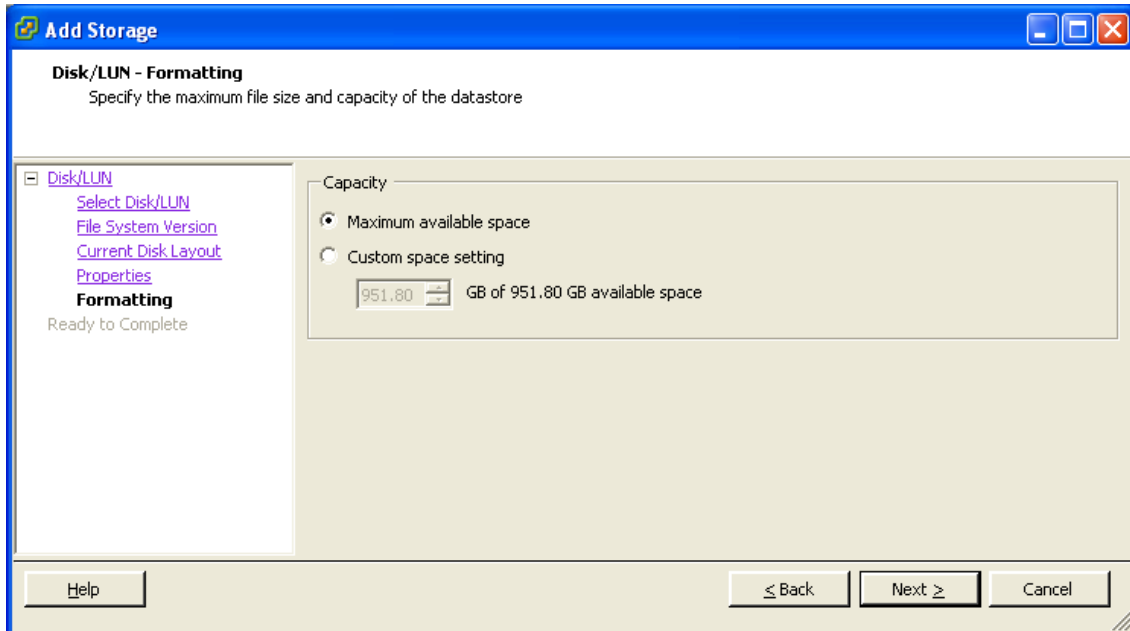 Add Storage
Disk/LUN - Formatting
Specify the maximum file size and capacity of the datastore
Disk/LUN
Select Disk/LUN
File System Version
Current Disk Layout
Properties
Formatting
Ready to Complete
Capacity
Maximum available space
Custom space setting
951.80 GB of 951.80 GB available space
Help
< Back
Next >
Cancel